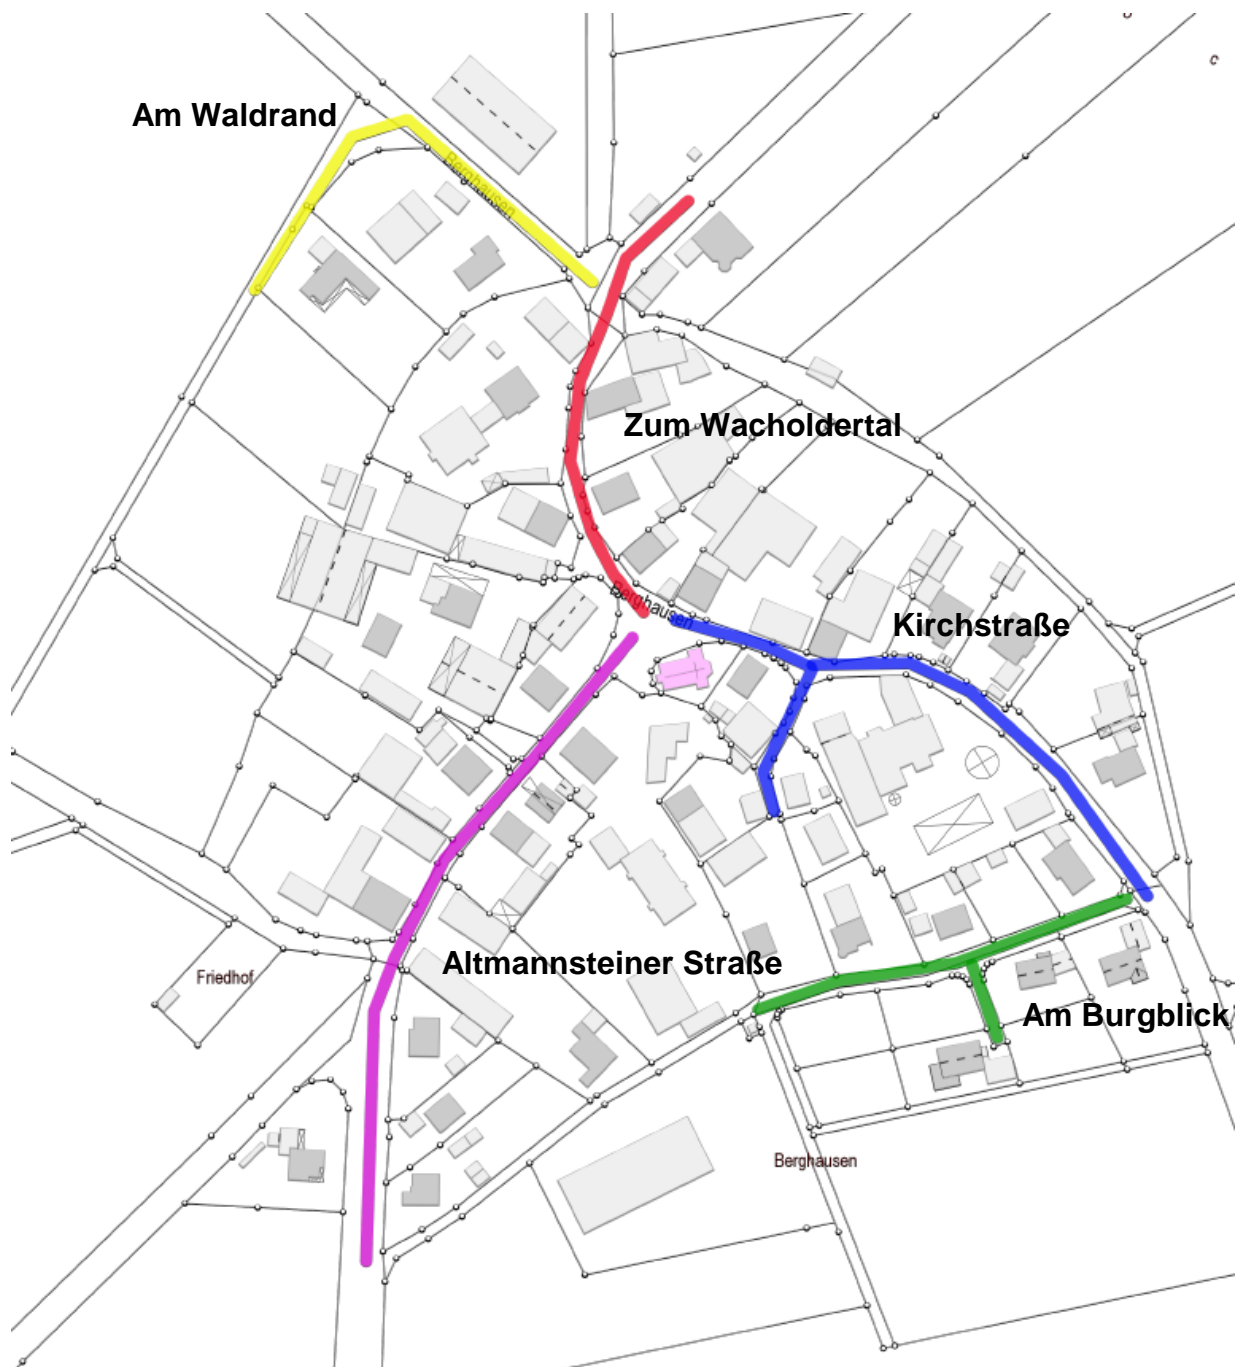 Am Waldrand
Berghausen
Zum Wacholdertal
Berghausen
Kirchstraße
Altmannsteiner Straße
Friedhof
Am Burgblick
Berghausen